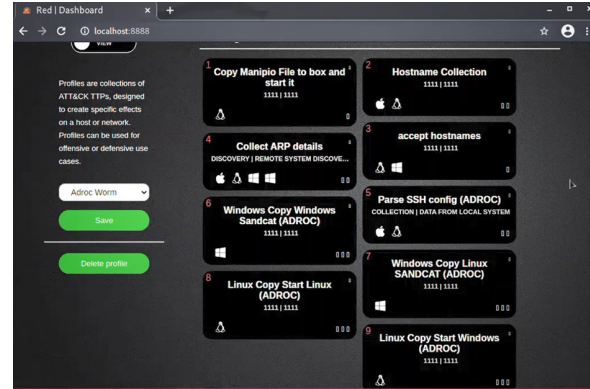 Red | Dashboard
localhost:8888
VIEW
Profiles are collections of
ATT&CK TTPs, designed
to create specific effects
on a host or network.
Profiles can be used for
offensive or defensive use
cases.
Adroc Worm
Save
Delete profile
1
Copy Manipio File to box and
start it
1111 | 1111
2
Hostname Collection
1111 | 1111
3
accept hostnames
1111 | 1111
4
Collect ARP details
DISCOVERY | REMOTE SYSTEM DISCOVE...
5
Parse SSH config (ADROC)
COLLECTION | DATA FROM LOCAL SYSTEM
6
Windows Copy Windows
Sandcat (ADROC)
1111 | 1111
7
Windows Copy Linux
SANDCAT (ADROC)
1111 | 1111
8
Linux Copy Start Linux
(ADROC)
1111 | 1111
9
Linux Copy Start Windows
(ADROC)
1111 | 1111